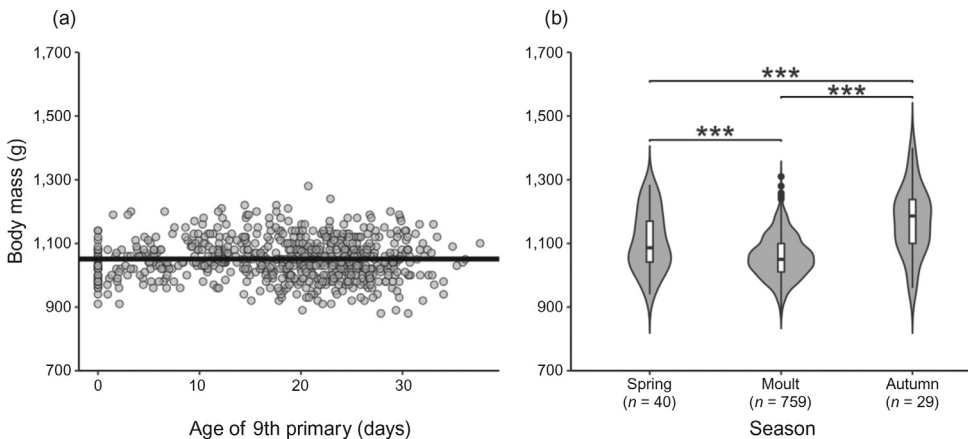 (a)
Body mass (g)
1,700
1,500
1,300
1,100
900
700
0
10
20
30
Age of 9th primary (days)
(b)
1,700
1,500
1,300
1,100
900
700
***
***
***
Spring
(n = 40)
Moult
(n = 759)
Autumn
(n = 29)
Season